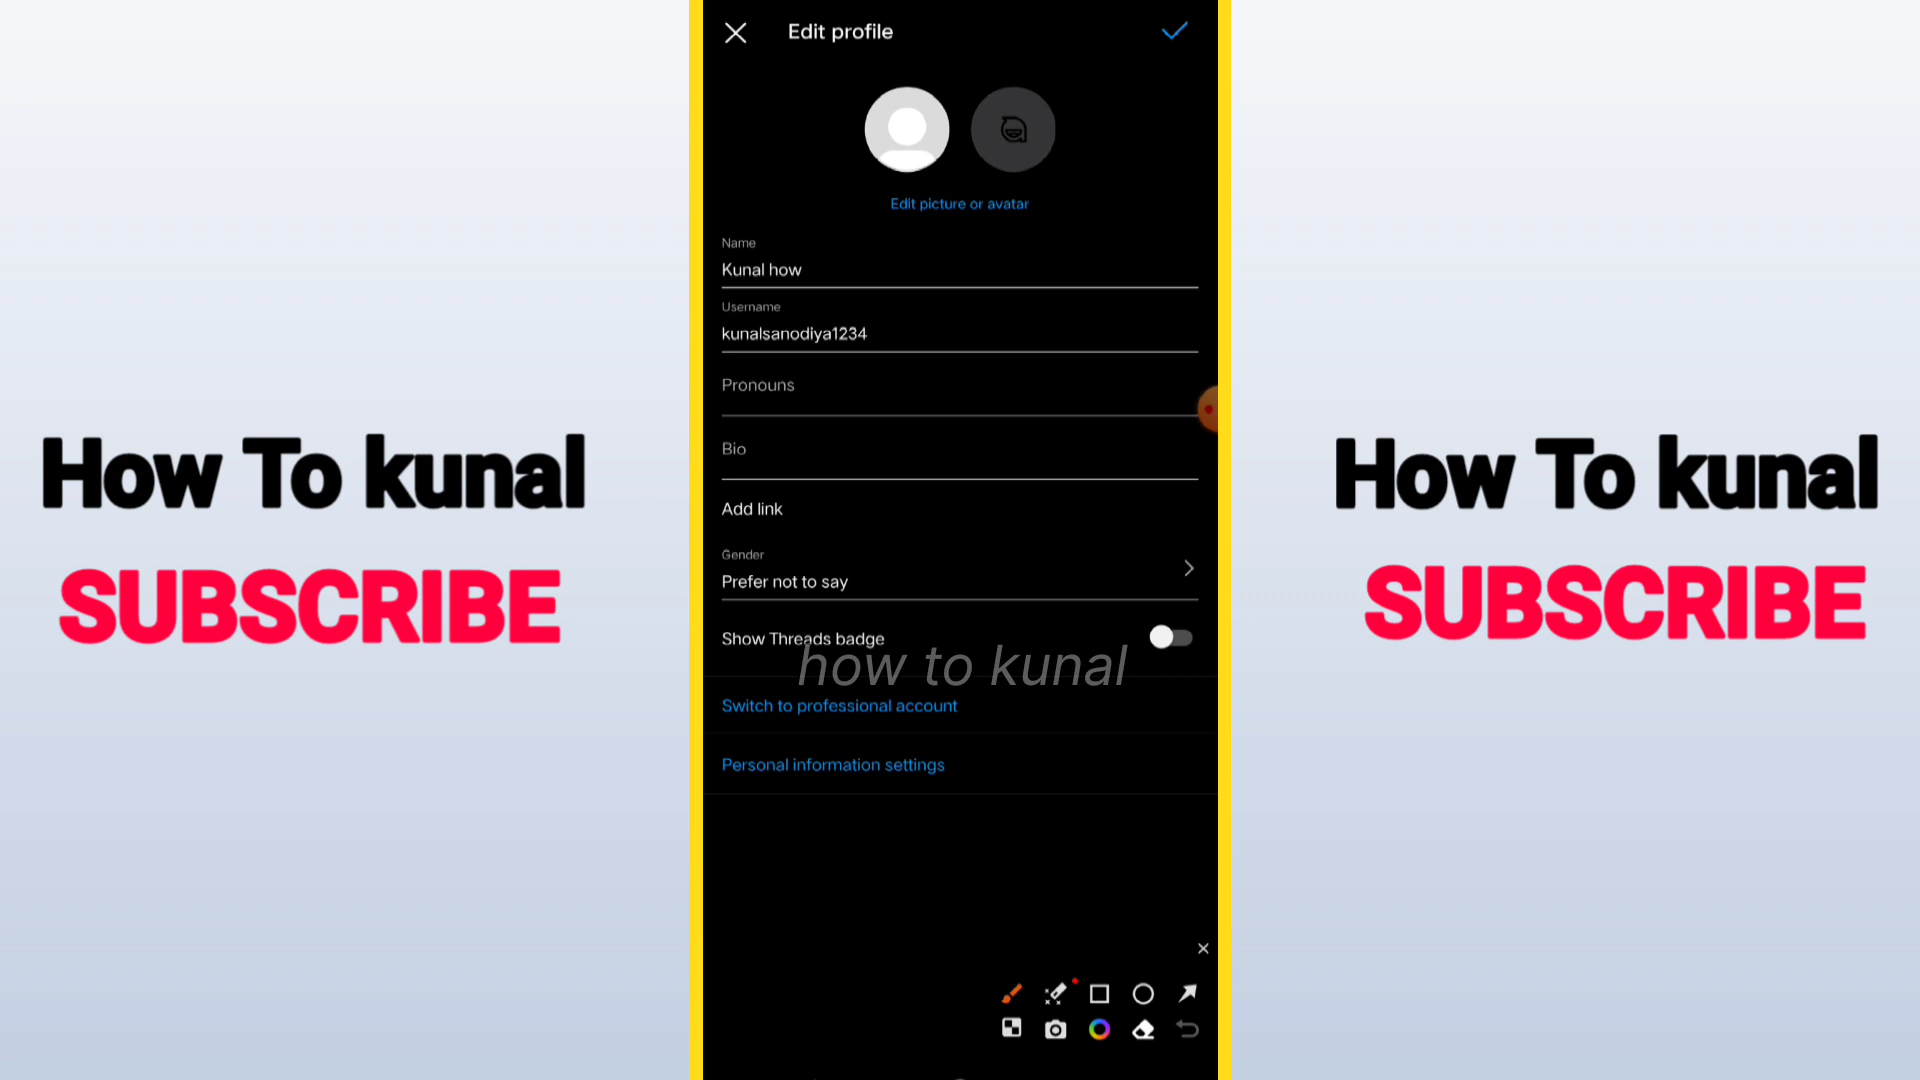 Edit profile
Edit picture or avatar
Name
Kunal how
Username
kunalsanodiya1234
Pronouns
Bio
Add link
Gender
Prefer not to say
Show Threads badge
how to kunal
Switch to professional account
Personal information settings
How To kunal
SUBSCRIBE
How To kunal
SUBSCRIBE